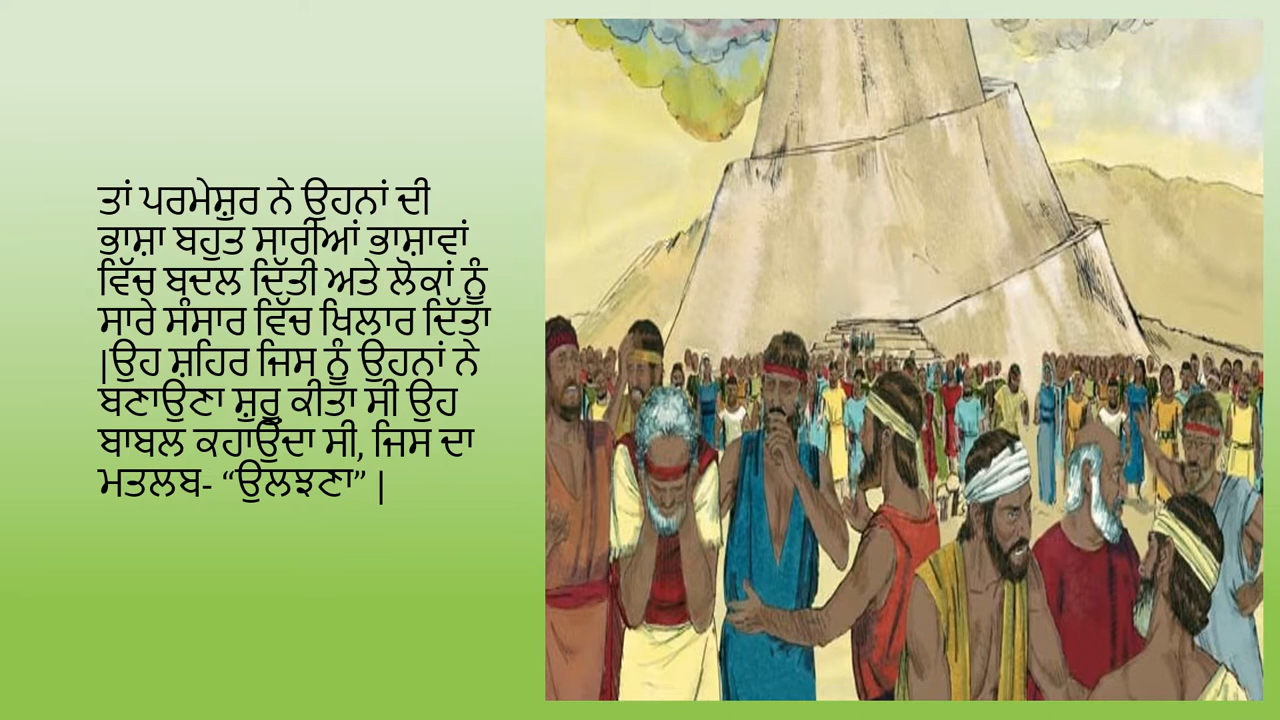 ਤਾਂ ਪਰਮੇਸ਼ੁਰ ਨੇ ਉਹਨਾਂ ਦੀ
ਭਾਸ਼ਾ ਬਹੁਤ ਸਾਰੀਆਂ ਭਾਸ਼ਾਵਾਂ
ਵਿੱਚ ਬਦਲ ਦਿੱਤੀ ਅਤੇ ਲੋਕਾਂ ਨੂੰ
ਸਾਰੇ ਸੰਸਾਰ ਵਿੱਚ ਖਿਲਾਰ ਦਿੱਤਾ
|ਉਹ ਸ਼ਹਿਰ ਜਿਸ ਨੂੰ ਉਹਨਾਂ ਨੇ
ਬਣਾਉਣਾ ਸ਼ੁਰੂ ਕੀਤਾ ਸੀ ਉਹ
ਬਾਬਲ ਕਹਾਉਂਦਾ ਸੀ, ਜਿਸ ਦਾ
ਮਤਲਬ- “ਉਲਝਣਾ” |